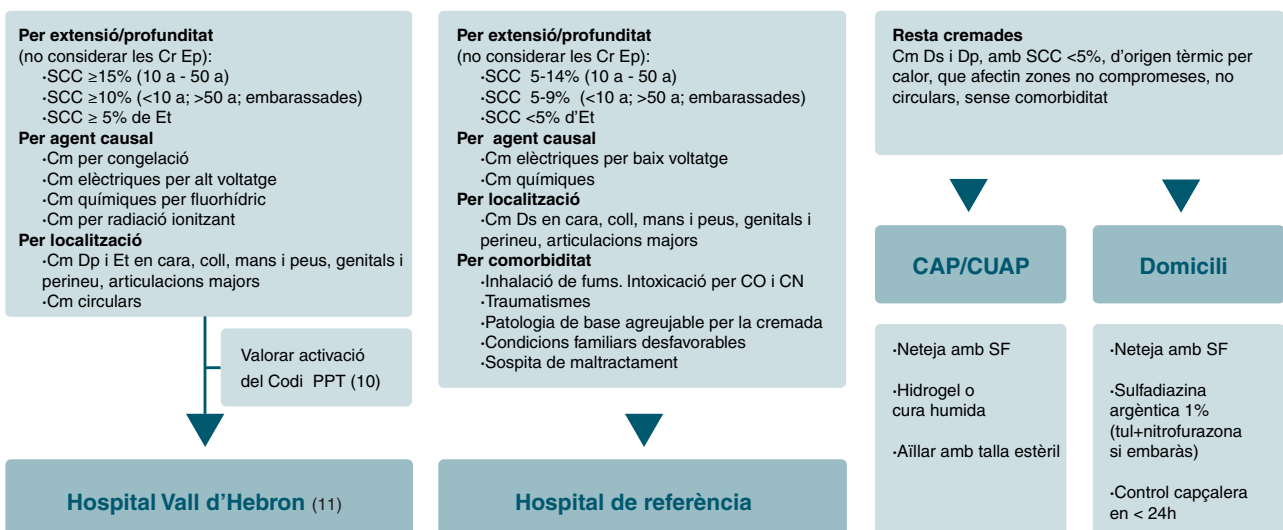 Per extensió/profunditat
(no considerar les Cr Ep):
·SCC ≥15% (10 a - 50 a)
·SCC ≥10% (<10 a; >50 a; embarassades)
·SCC ≥ 5% de Et
Per agent causal
·Cm per congelació
·Cm elèctriques per alt voltatge
·Cm químiques per fluorhídric
·Cm per radiació ionitzant
Per localització
·Cm Dp i Et en cara, coll, mans i peus, genitals i
perineu, articulacions majors
·Cm circulars
Valorar activació
del Codi PPT (10)
Hospital Vall d'Hebron (11)
Per extensió/profunditat
(no considerar les Cr Ep):
·SCC 5-14% (10 a - 50 a)
·SCC 5-9% (<10 a; >50 a; embarassades)
·SCC <5% d'Et
Per agent causal
·Cm elèctriques per baix voltatge
·Cm químiques
Per localització
·Cm Ds en cara, coll, mans i peus, genitals i
perineu, articulacions majors
Per comorbiditat
·Inhalació de fums. Intoxicació per CO i CN
·Traumatismes
·Patologia de base agreujable per la cremada
·Condicions familiars desfavorables
·Sospita de maltractament
Hospital de referència
Resta cremades
Cm Ds i Dp, amb SCC <5%, d'origen tèrmic per
calor, que afectin zones no compromeses, no
circulars, sense comorbiditat
CAP/CUAP
·Neteja amb SF
·Hidrogel o
cura humida
·Aïllar amb talla estèril
Domicili
·Neteja amb SF
·Sulfadiazina
argèntica 1%
(tul+nitrofurazona
si embaràs)
·Control capçalera
en < 24h